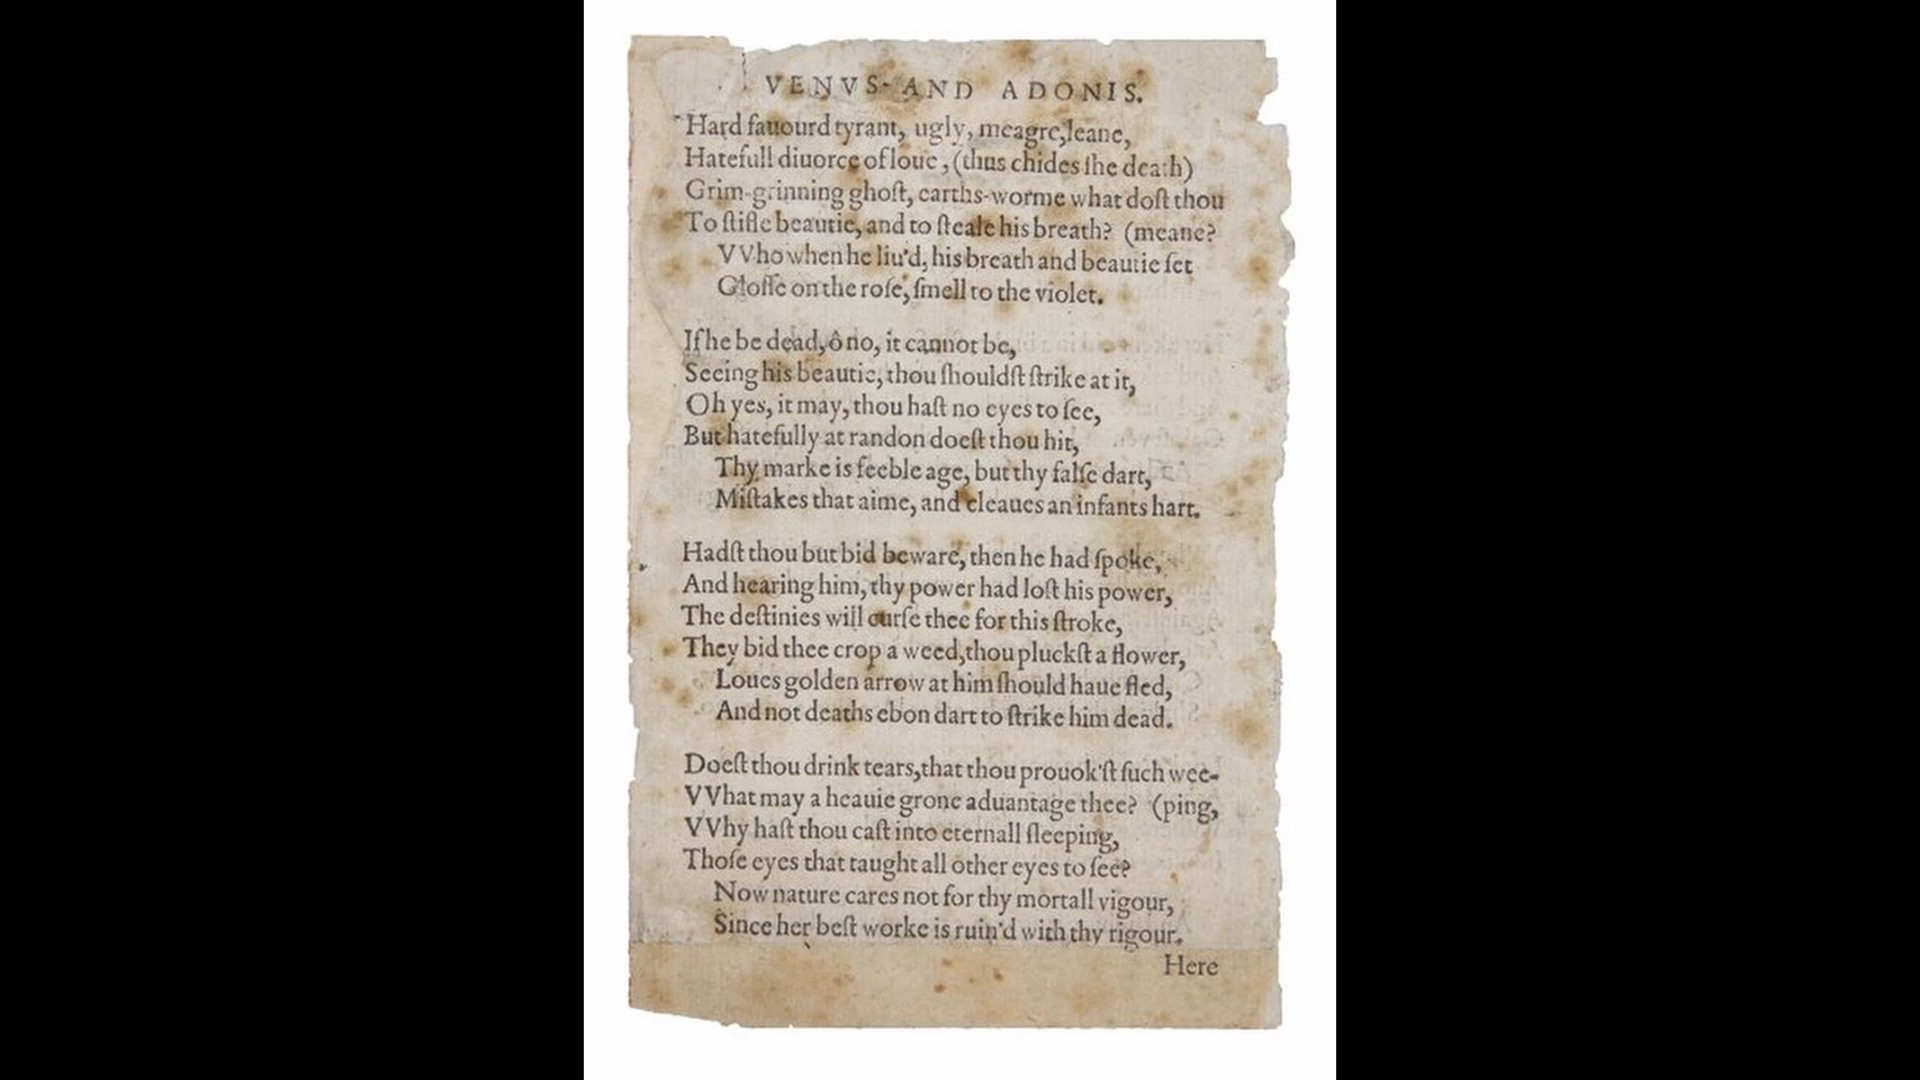 VENVS AND ADONIS.
Hard fauourd tyrant, ugly, meagre, leane,
Hatefull diuorce of loue, (thus chides ſhe death)
Grim-grinning ghoſt, earths-worme what doſt thou
To ſtifle beautie, and to ſteale his breath? (meane?
VVho when he liu'd, his breath and beautie ſet
Gloſſe on the roſe, ſmell to the violet.
If he be dead, ô no, it cannot be,
Seeing his beautie, thou ſhouldſt ſtrike at it,
Oh yes, it may, thou haſt no eyes to ſee,
But hatefully at randon doeſt thou hit,
Thy marke is feeble age, but thy falſe dart,
Miſtakes that aime, and cleaues an infants hart.
Hadſt thou but bid beware, then he had ſpoke,
And hearing him, thy power had loſt his power,
The deſtinies will curſe thee for this ſtroke,
They bid thee crop a weed, thou pluckſt a flower,
Loues golden arrow at him ſhould haue fled,
And not deaths ebon dart to ſtrike him dead.
Doeſt thou drink tears, that thou prouok'ſt ſuch wee-
VVhat may a heauie grone aduantage thee? (ping,
VVhy haſt thou caſt into eternall ſleeping,
Thoſe eyes that taught all other eyes to ſee?
Now nature cares not for thy mortall vigour,
Since her beſt worke is ruin'd with thy rigour.
Here